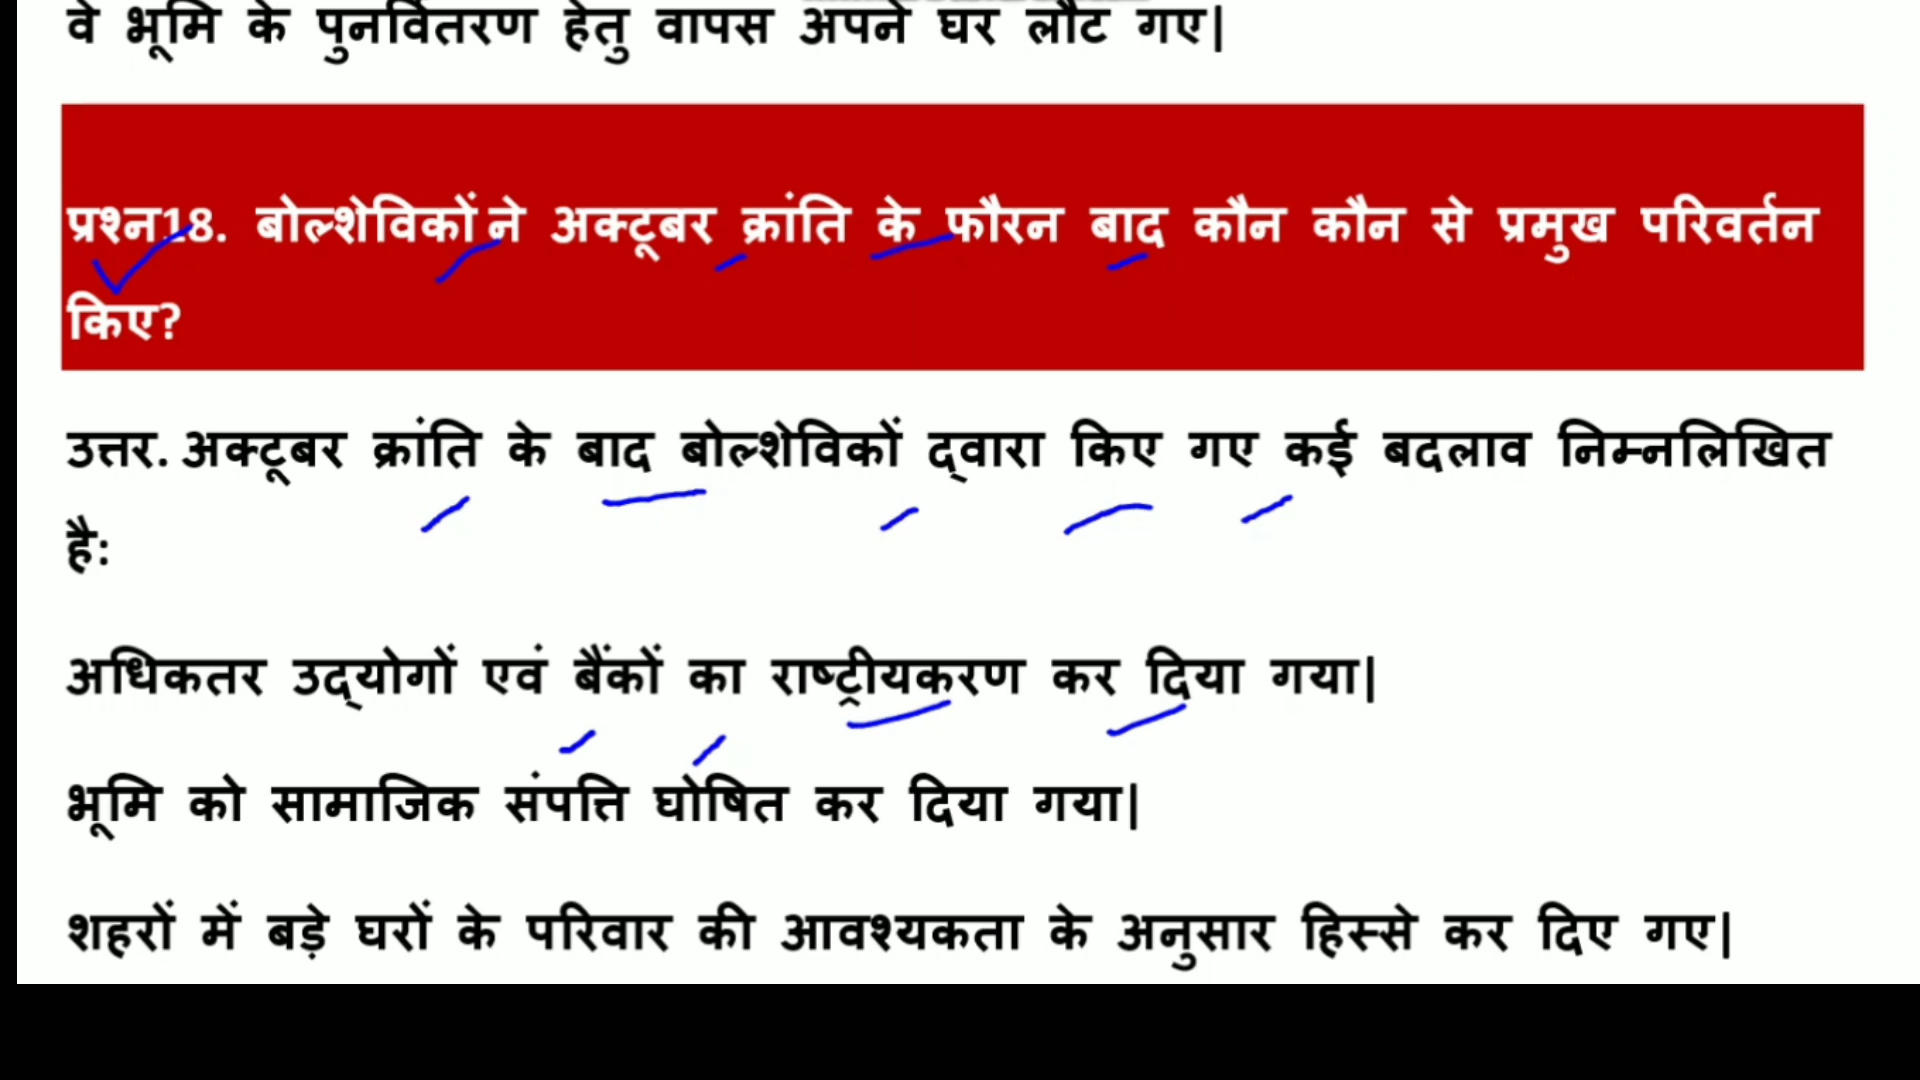 वे भूमि के पुनर्वितरण हेतु वापस अपने घर लौट गए|
प्रश्न18. बोल्शेविकों ने अक्टूबर क्रांति के फौरन बाद कौन कौन से प्रमुख परिवर्तन
किए?
उत्तर. अक्टूबर क्रांति के बाद बोल्शेविकों द्वारा किए गए कई बदलाव निम्नलिखित
है:
अधिकतर उद्योगों एवं बैंकों का राष्ट्रीयकरण कर दिया गया|
भूमि को सामाजिक संपत्ति घोषित कर दिया गया|
शहरों में बड़े घरों के परिवार की आवश्यकता के अनुसार हिस्से कर दिए गए|